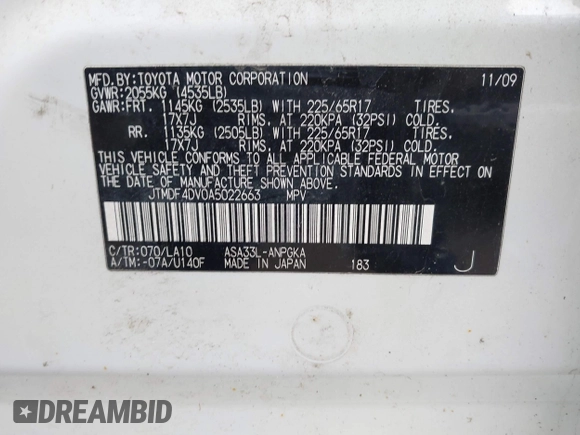 MFD.BY:TOYOTA MOTOR CORPORATION 11/09
GVWR:2055KG (4535LB)
GAWR:FRT. 1145KG (2535LB) WITH 225/65R17 TIRES,
17X7J RIMS, AT 220KPA (32PSI) COLD.
RR. 1135KG (2505LB) WITH 225/65R17 TIRES,
17X7J RIMS, AT 220KPA (32PSI) COLD.
THIS VEHICLE CONFORMS TO ALL APPLICABLE FEDERAL MOTOR
VEHICLE SAFETY AND THEFT PREVENTION STANDARDS IN EFFECT
ON THE DATE OF MANUFACTURE SHOWN ABOVE.
JTMDF4DV0A5022663 MPV
C/TR:070/LA10 ASA33L-ANPGKA
A/TM:-07A/U140F MADE IN JAPAN 183 J
DREAMBID